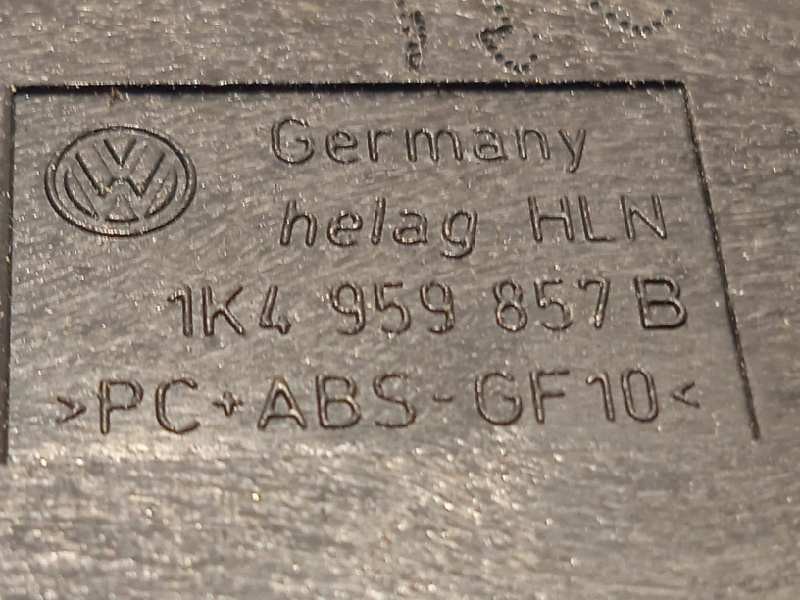 Germany
helag HLN
1K4 959 857 B
>PC+ABS-GF10<